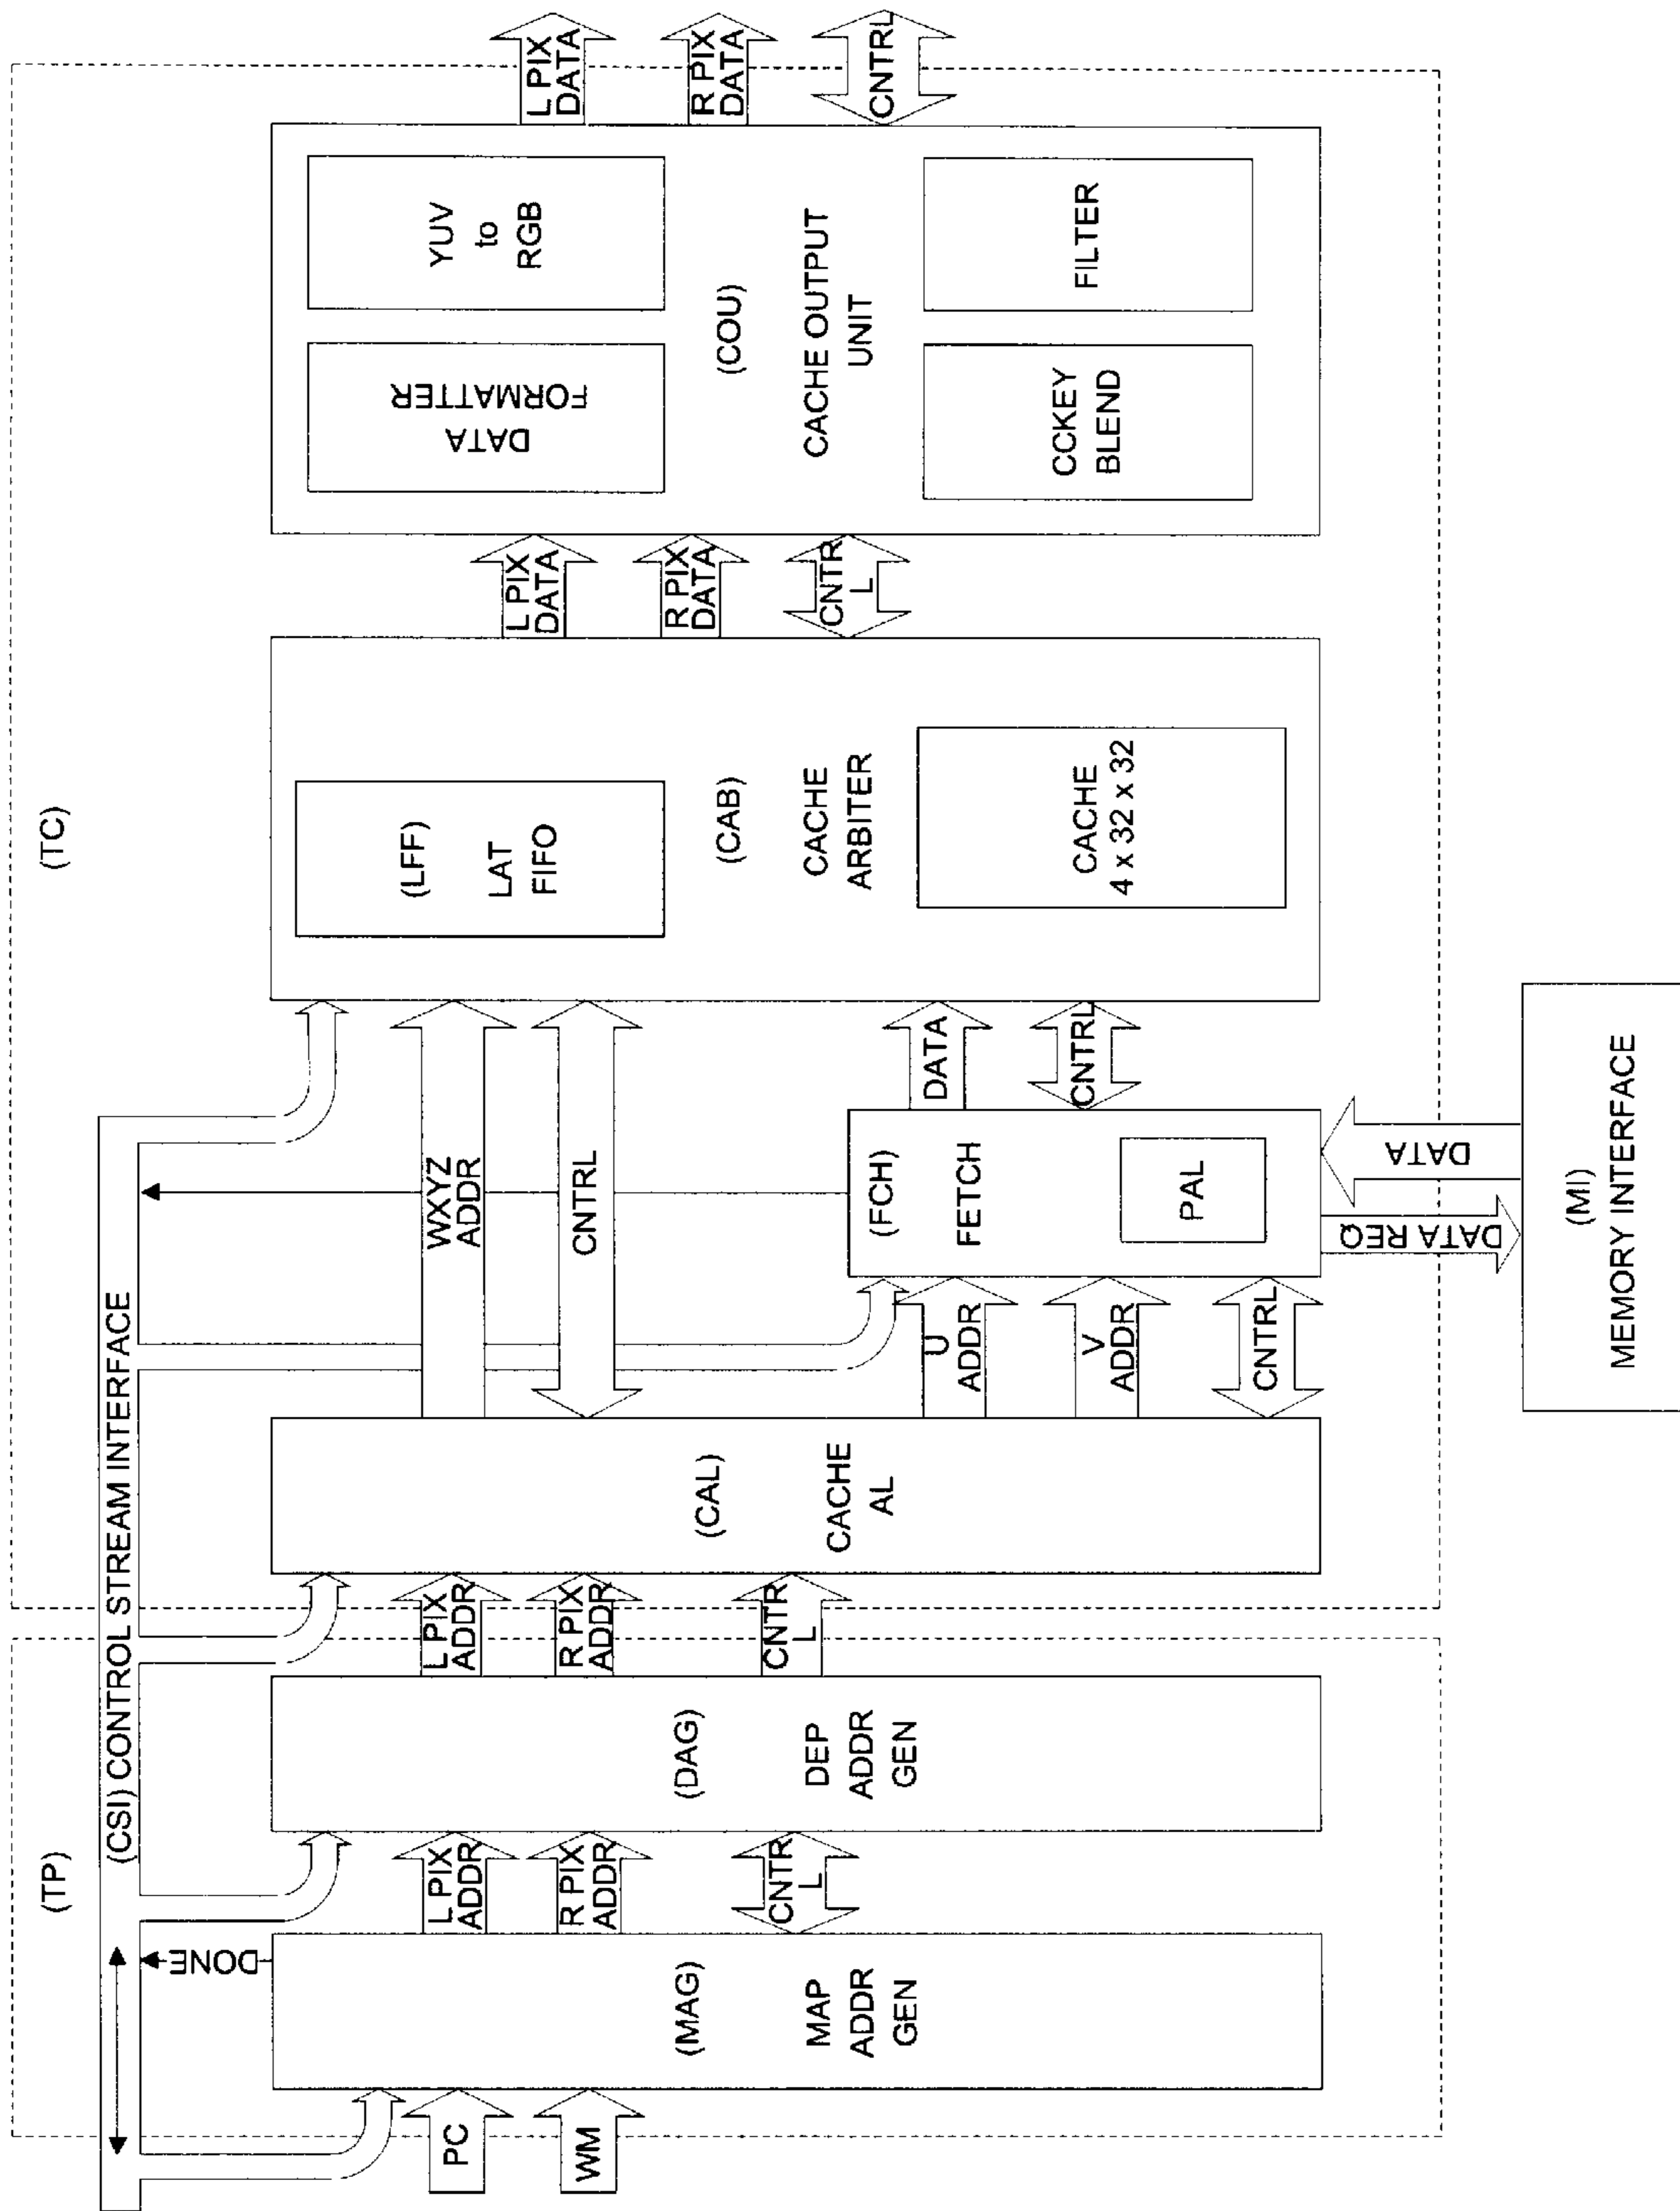 (TP)
(TC)
(CSI) CONTROL STREAM INTERFACE
DONE
PC
WM
(MAG)
MAP
ADDR
GEN
L PIX
ADDR
R PIX
ADDR
CNTR
L
(DAG)
DEP
ADDR
GEN
L PIX
ADDR
R PIX
ADDR
CNTR
L
(CAL)
CACHE
AL
WXYZ
ADDR
CNTRL
U
ADDR
V
ADDR
CNTRL
(FCH)
FETCH
PAL
DATA
CNTRL
DATA REQ
DATA
(MI)
MEMORY INTERFACE
(LFF)
LAT
FIFO
(CAB)
CACHE
ARBITER
CACHE
4 x 32 x 32
L PIX
DATA
R PIX
DATA
CNTR
L
DATA
FORMATTER
YUV
to
RGB
(COU)
CACHE OUTPUT
UNIT
CCKEY
BLEND
FILTER
L PIX
DATA
R PIX
DATA
CNTRL